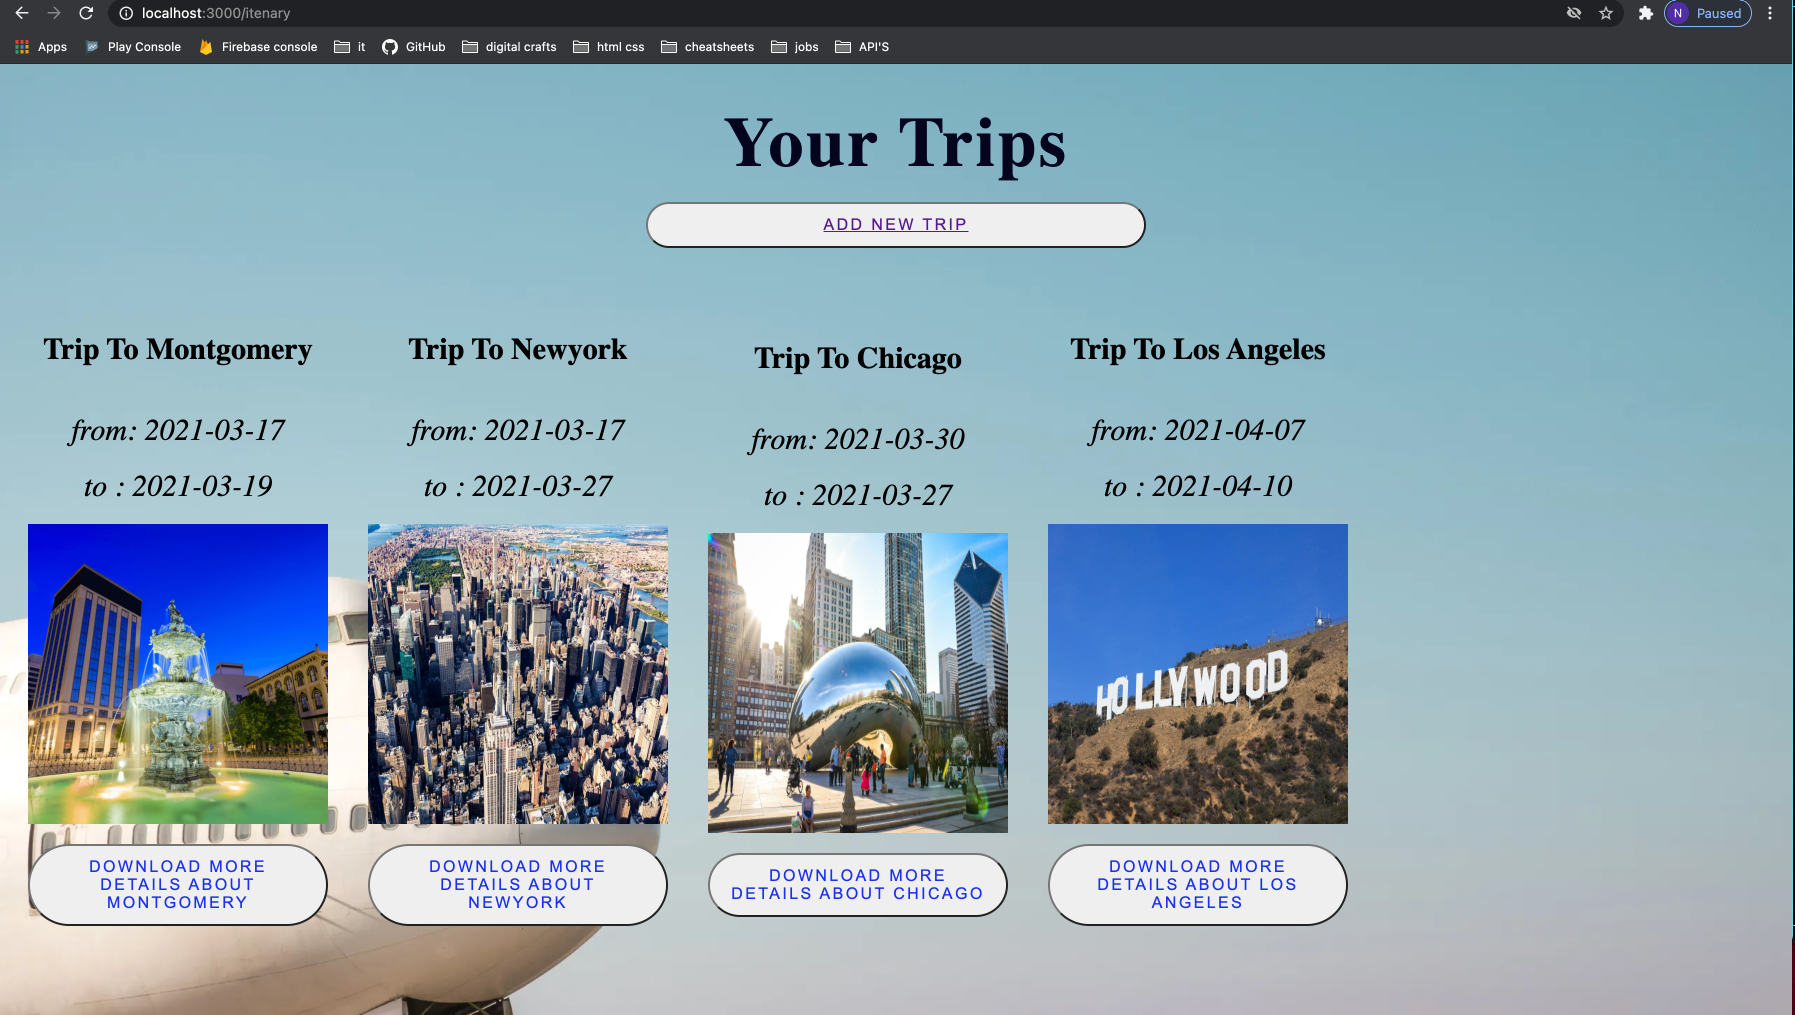 localhost:3000/itenary
N Paused
Apps Play Console Firebase console it GitHub digital crafts html css cheatsheets jobs API'S
Your Trips
ADD NEW TRIP
Trip To Montgomery
from: 2021-03-17
to : 2021-03-19
DOWNLOAD MORE
DETAILS ABOUT
MONTGOMERY
Trip To Newyork
from: 2021-03-17
to : 2021-03-27
DOWNLOAD MORE
DETAILS ABOUT
NEWYORK
Trip To Chicago
from: 2021-03-30
to : 2021-03-27
DOWNLOAD MORE
DETAILS ABOUT CHICAGO
Trip To Los Angeles
from: 2021-04-07
to : 2021-04-10
HOLLYWOOD
DOWNLOAD MORE
DETAILS ABOUT LOS
ANGELES